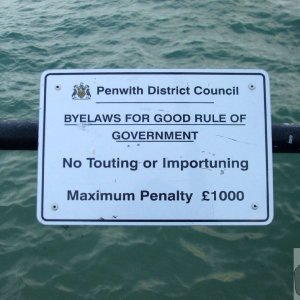 Penwith District Council
BYELAWS FOR GOOD RULE OF
GOVERNMENT
No Touting or Importuning
Maximum Penalty £1000